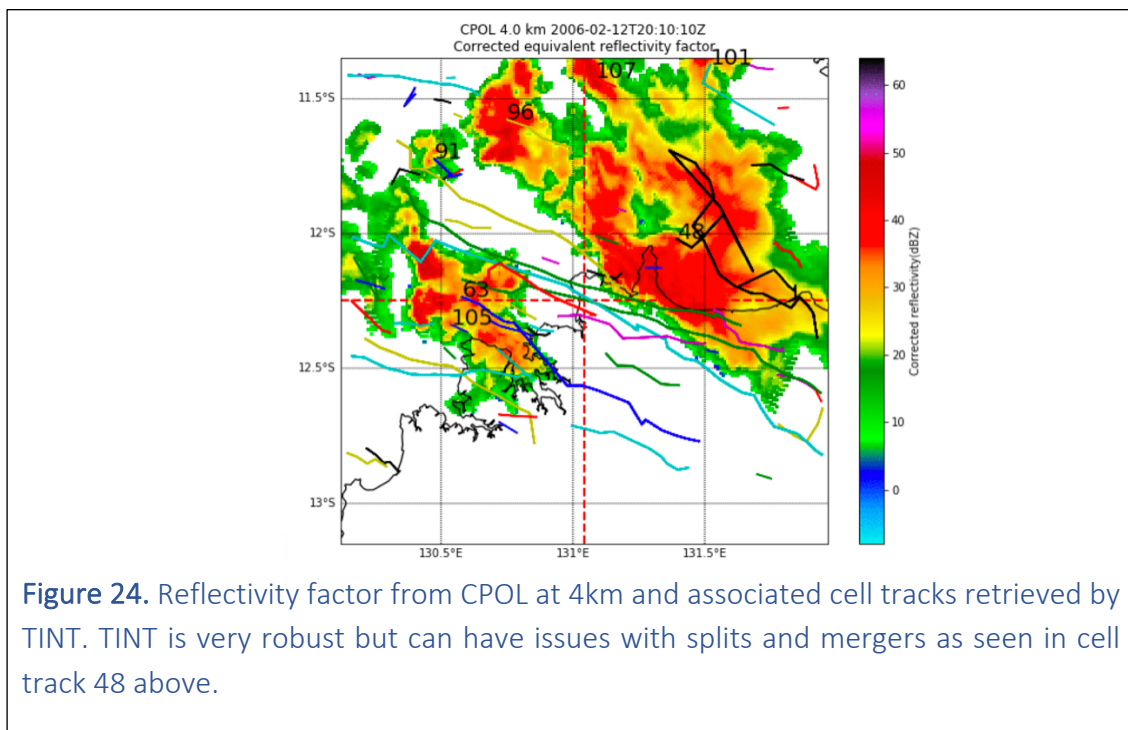 CPOL 4.0 km 2006-02-12T20:10:10Z
Corrected equivalent reflectivity factor
101
107
96
91
48
63
105
11.5°S
12°S
12.5°S
13°S
130.5°E
131°E
131.5°E
60
50
40
30
20
10
0
Corrected reflectivity(dBZ)
Figure 24. Reflectivity factor from CPOL at 4km and associated cell tracks retrieved by
TINT. TINT is very robust but can have issues with splits and mergers as seen in cell
track 48 above.